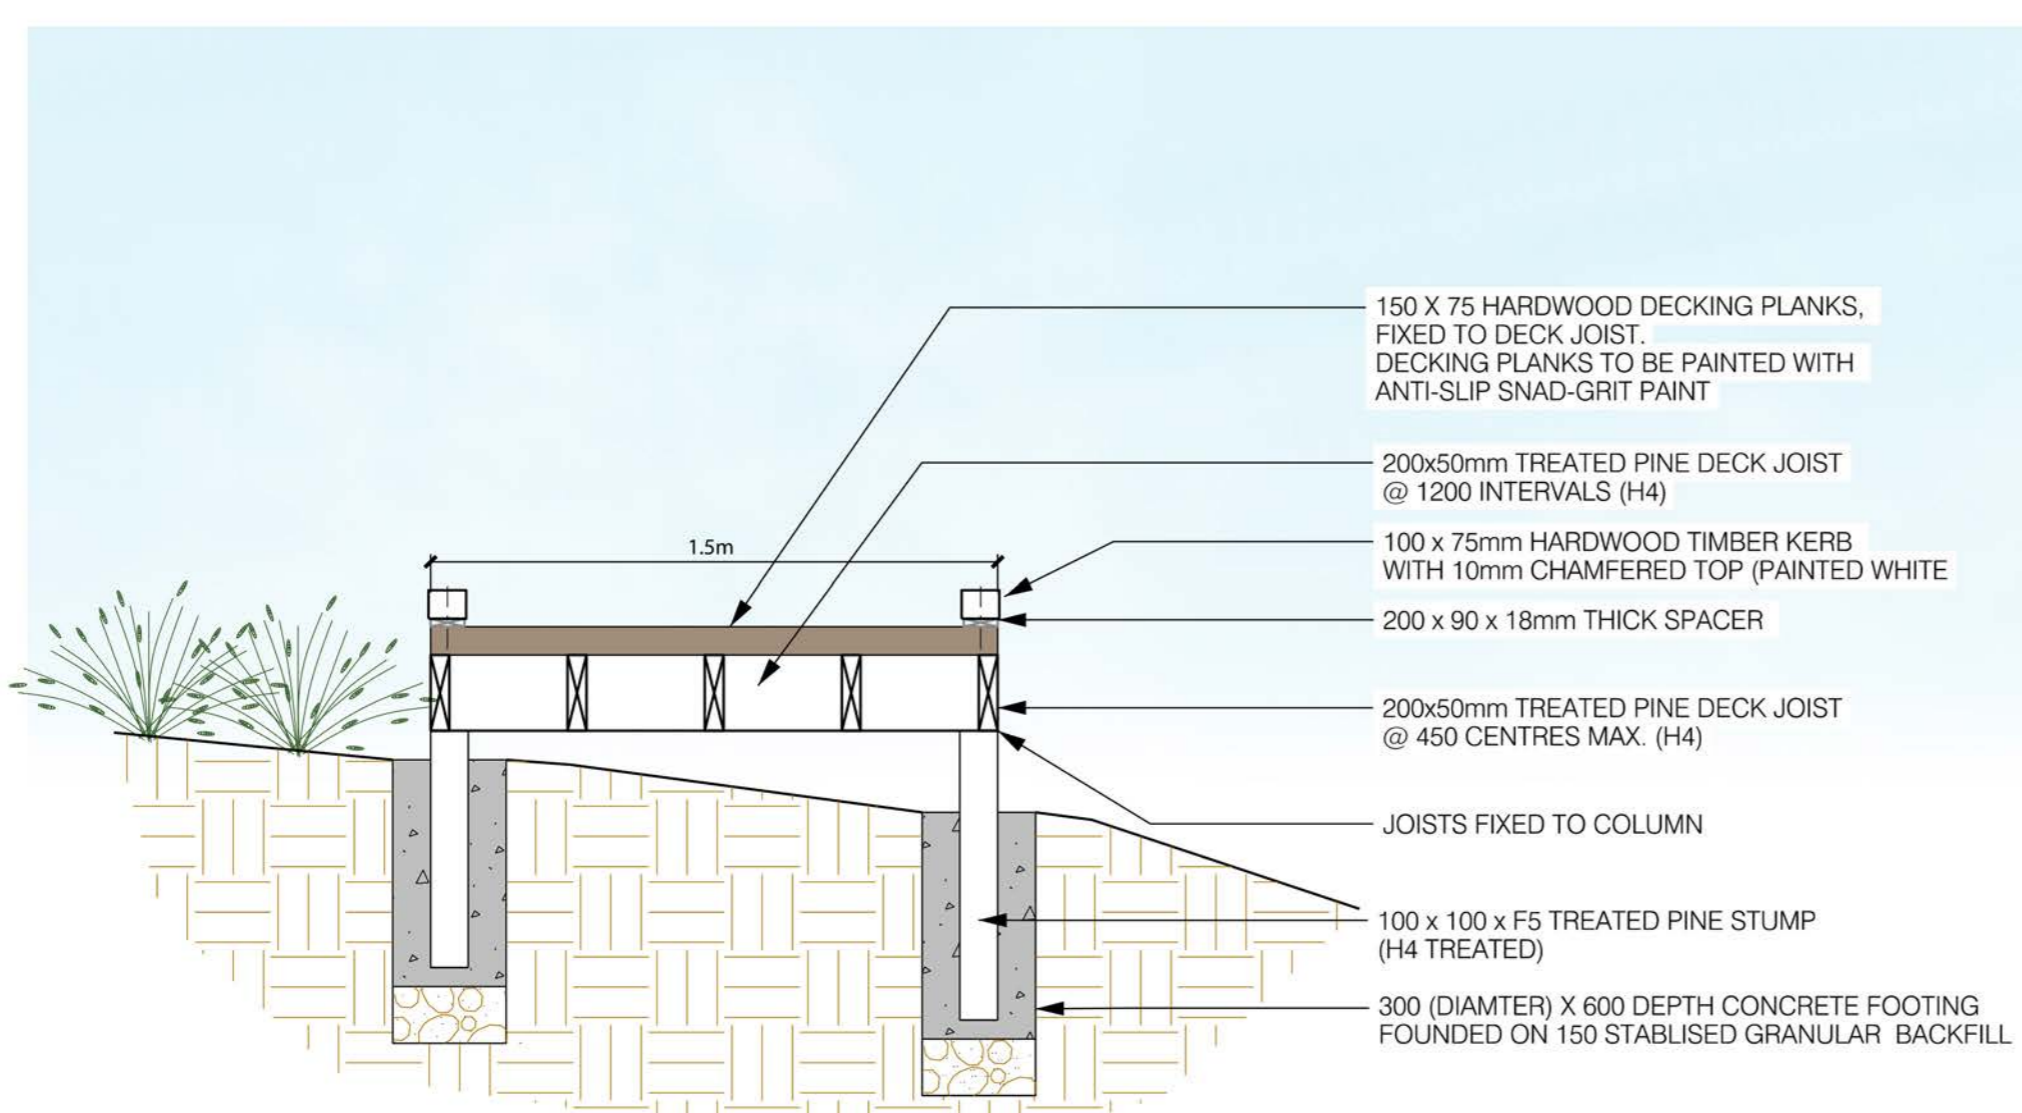 150 X 75 HARDWOOD DECKING PLANKS,
FIXED TO DECK JOIST.
DECKING PLANKS TO BE PAINTED WITH
ANTI-SLIP SNAD-GRIT PAINT
200x50mm TREATED PINE DECK JOIST
@ 1200 INTERVALS (H4)
1.5m
100 x 75mm HARDWOOD TIMBER KERB
WITH 10mm CHAMFERED TOP (PAINTED WHITE
200 x 90 x 18mm THICK SPACER
200x50mm TREATED PINE DECK JOIST
@ 450 CENTRES MAX. (H4)
JOISTS FIXED TO COLUMN
100 x 100 x F5 TREATED PINE STUMP
(H4 TREATED)
300 (DIAMTER) X 600 DEPTH CONCRETE FOOTING
FOUNDED ON 150 STABLISED GRANULAR BACKFILL